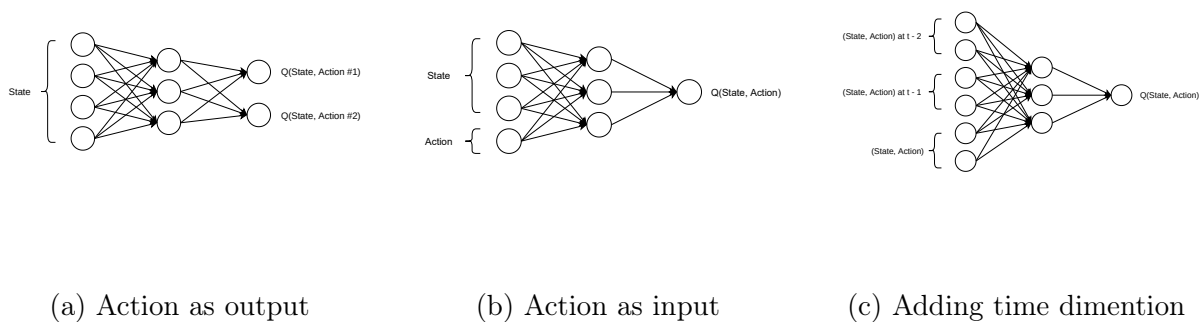 State
Q(State, Action #1)
Q(State, Action #2)
(a) Action as output
State
Action
Q(State, Action)
(b) Action as input
(State, Action) at t - 2
(State, Action) at t - 1
(State, Action)
Q(State, Action)
(c) Adding time dimention